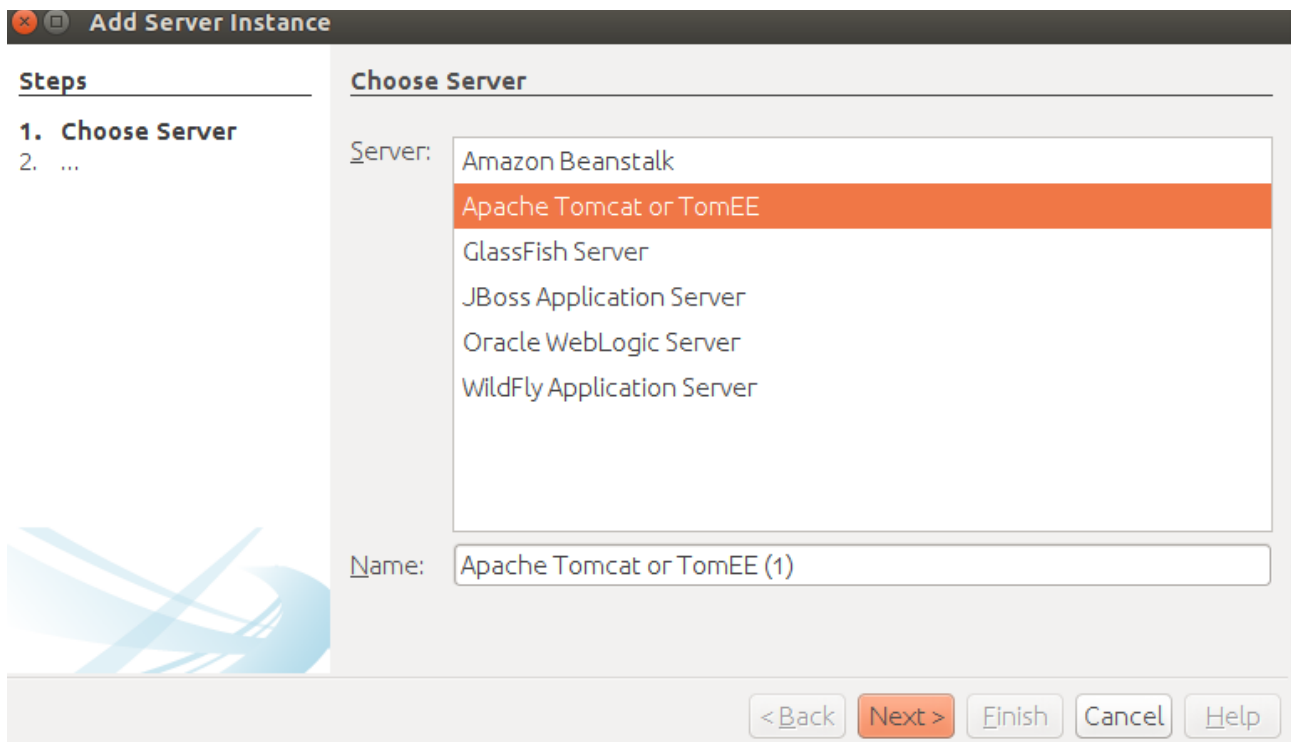 Add Server Instance
Steps
1. Choose Server
2. ...
Choose Server
Server:
Amazon Beanstalk
Apache Tomcat or TomEE
GlassFish Server
JBoss Application Server
Oracle WebLogic Server
WildFly Application Server
Name: Apache Tomcat or TomEE (1)
< Back Next > Finish Cancel Help